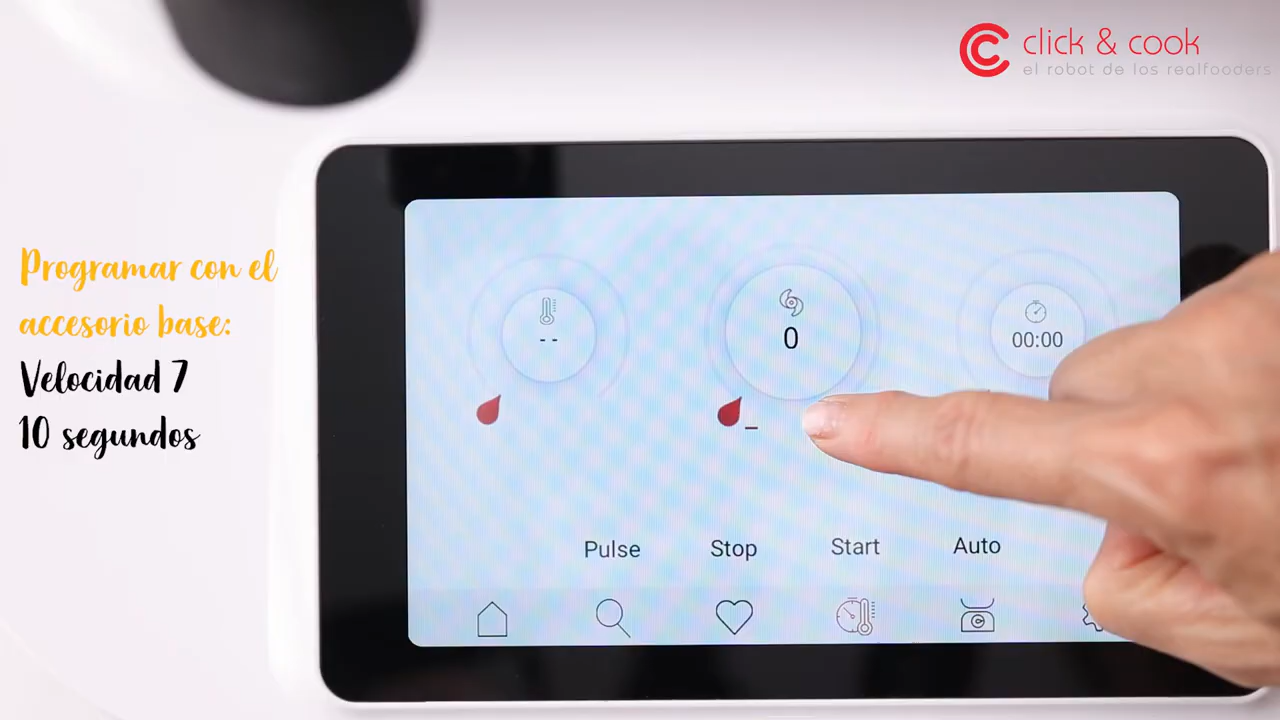 click & cook
el robot de los realfooders
Programar con el
accesorio base:
Velocidad 7
10 segundos
--
0
00:00
Pulse
Stop
Start
Auto